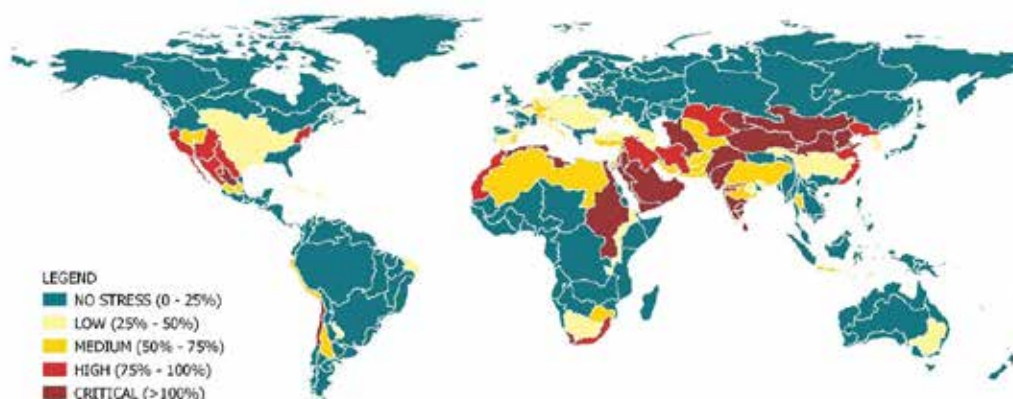 LEGEND
NO STRESS (0 - 25%)
LOW (25% - 50%)
MEDIUM (50% - 75%)
HIGH (75% - 100%)
CRITICAL (>100%)